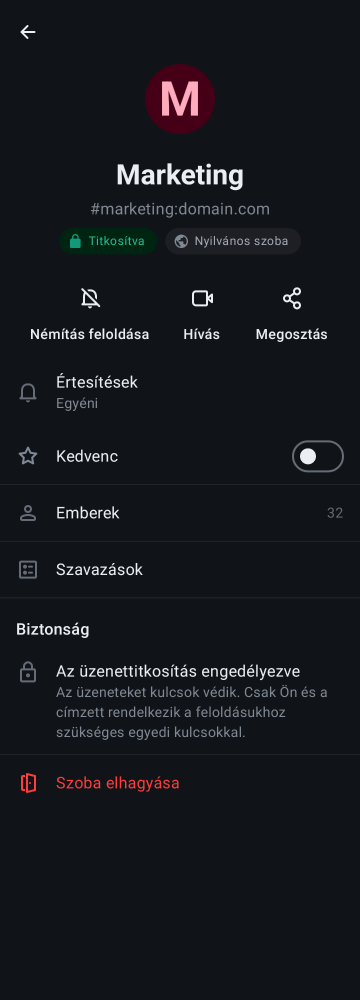 M
Marketing
#marketing:domain.com
Titkosítva
Nyilvános szoba
Némítás feloldása
Hívás
Megosztás
Értesítések
Egyéni
Kedvenc
Emberek
32
Szavazások
Biztonság
Az üzenettitkosítás engedélyezve
Az üzeneteket kulcsok védik. Csak Ön és a
címzett rendelkezik a feloldásukhoz
szükséges egyedi kulcsokkal.
Szoba elhagyása